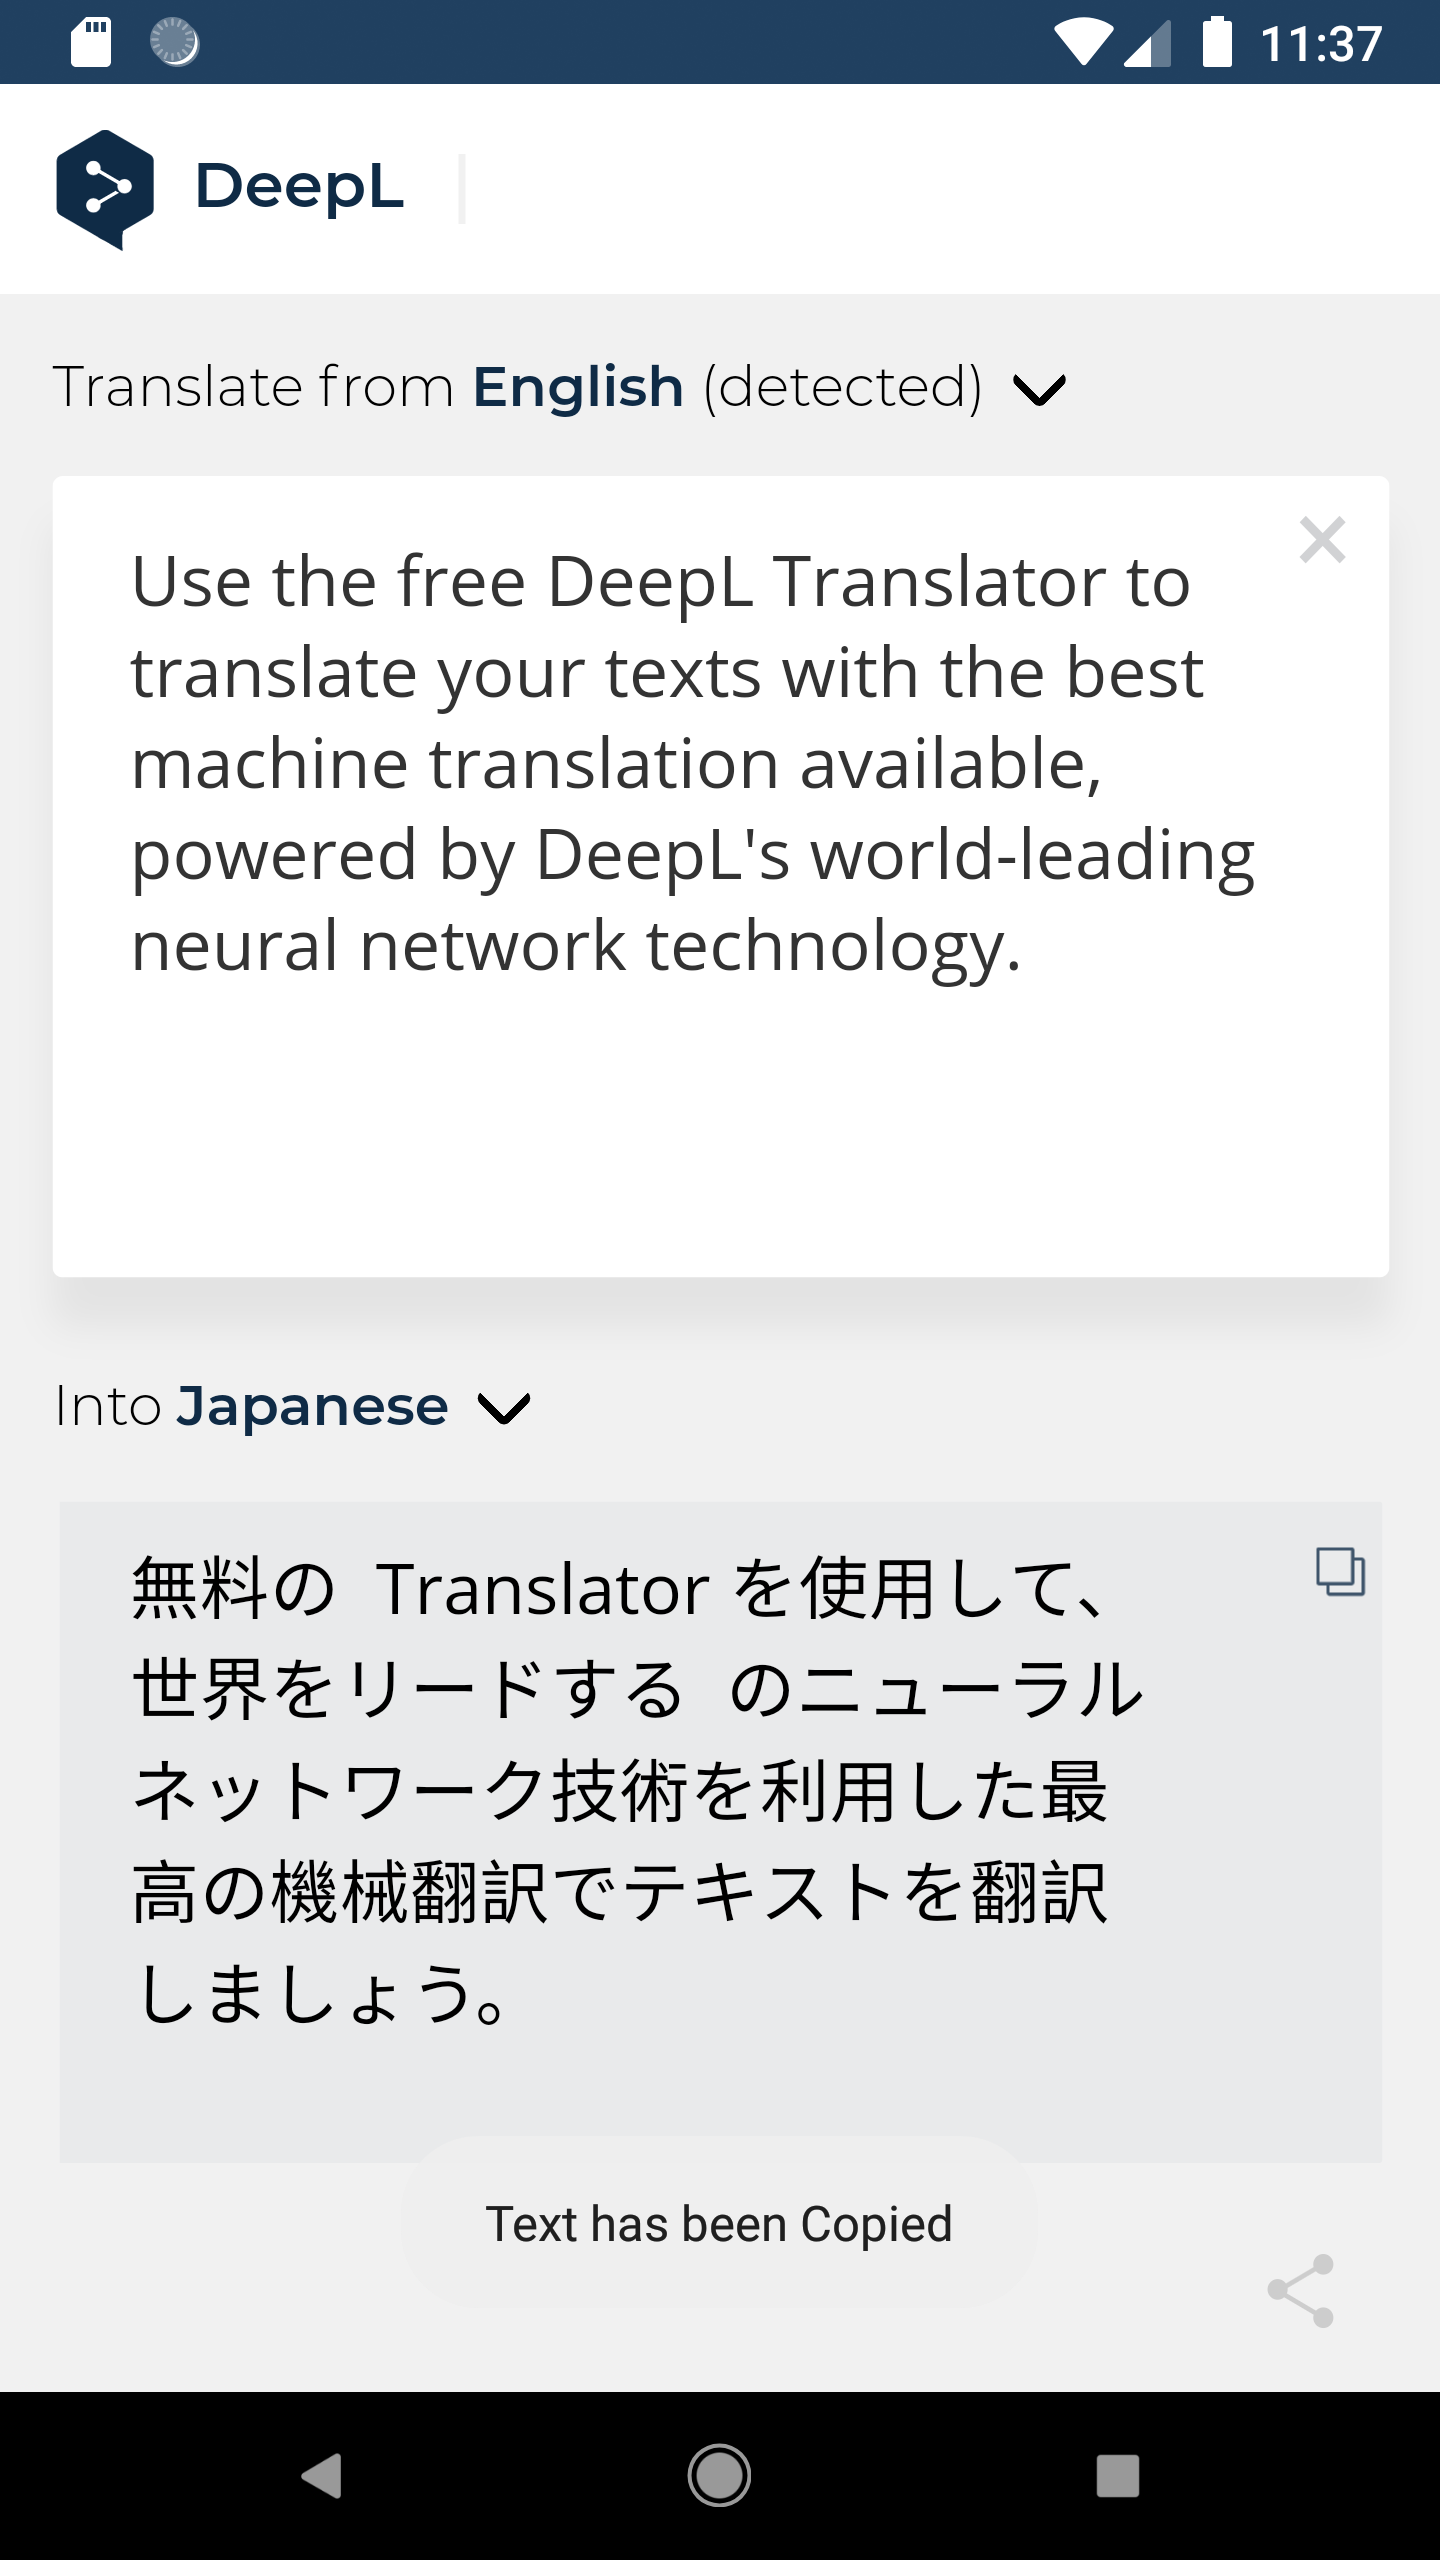 11:37
DeepL
Translate from English (detected)
Use the free DeepL Translator to
translate your texts with the best
machine translation available,
powered by DeepL's world-leading
neural network technology.
Into Japanese
無料の  Translator を使用して、
世界をリードする  のニューラル
ネットワーク技術を利用した最
高の機械翻訳でテキストを翻訳
しましょう。
Text has been Copied